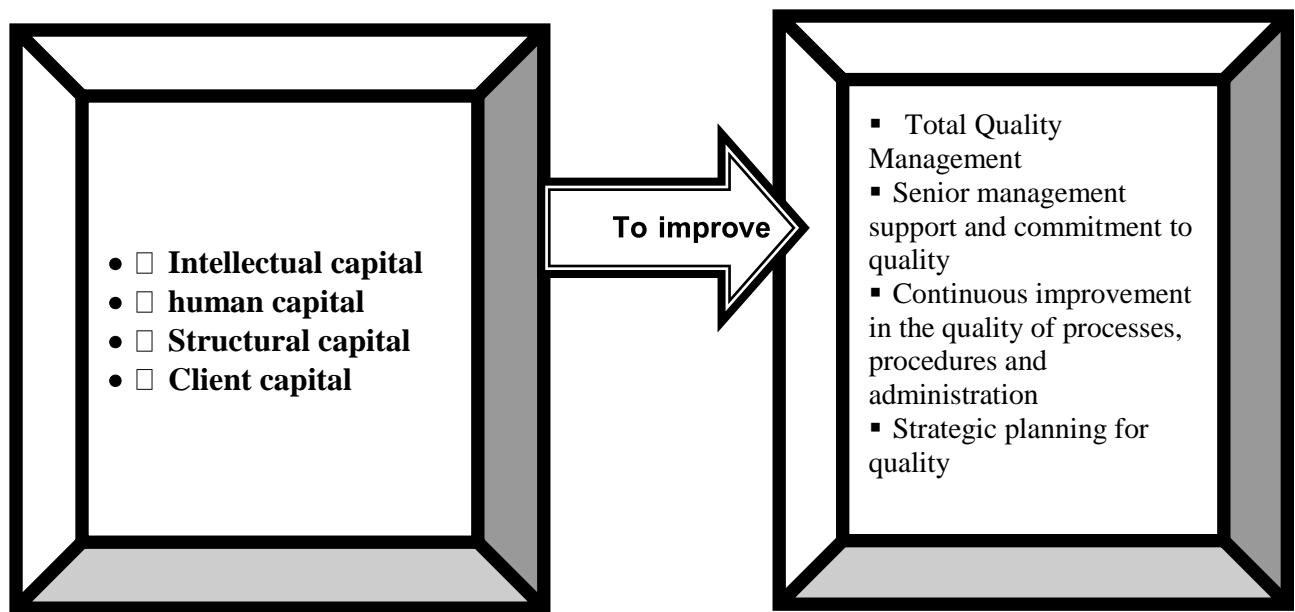 ● □ Intellectual capital
● □ human capital
● □ Structural capital
● □ Client capital
To improve
▪ Total Quality
Management
▪ Senior management
support and commitment to
quality
▪ Continuous improvement
in the quality of processes,
procedures and
administration
▪ Strategic planning for
quality